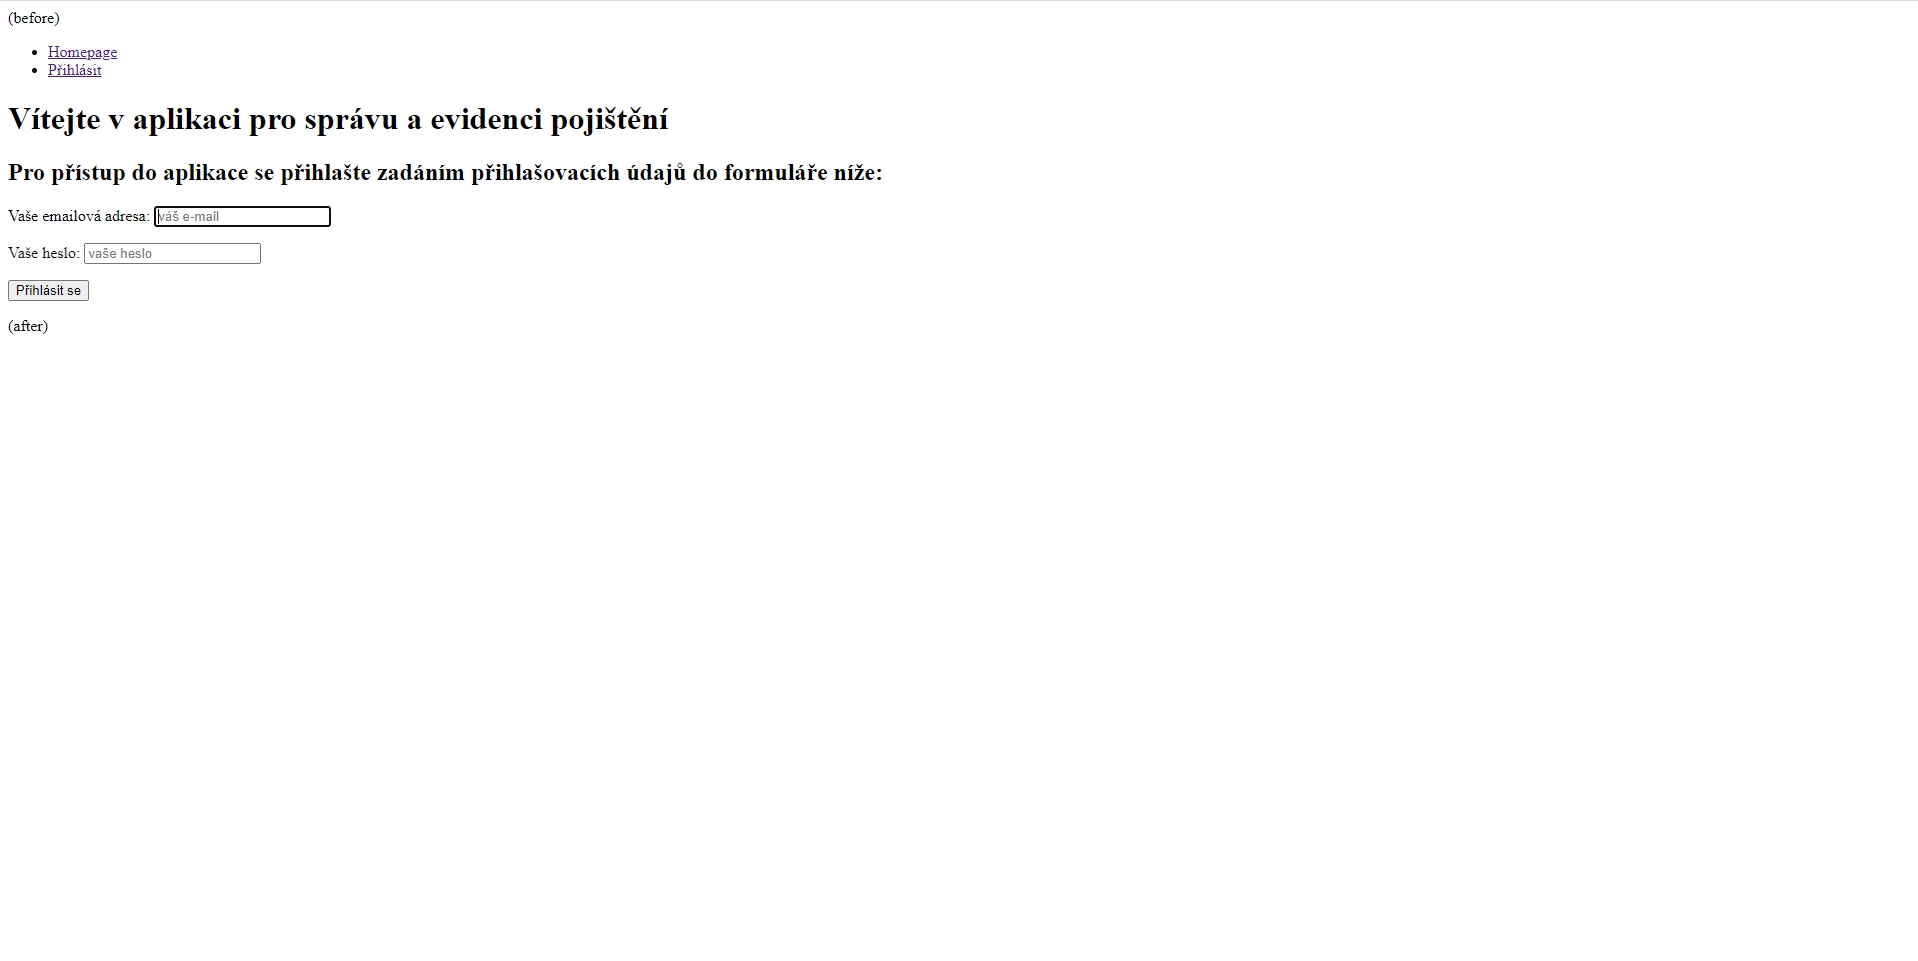 (before)
Homepage
Přihlásit
Vítejte v aplikaci pro správu a evidenci pojištění
Pro přístup do aplikace se přihlašte zadáním přihlašovacích údajů do formuláře níže:
Vaše emailová adresa: váš e-mail
Vaše heslo: vaše heslo
Přihlásit se
(after)